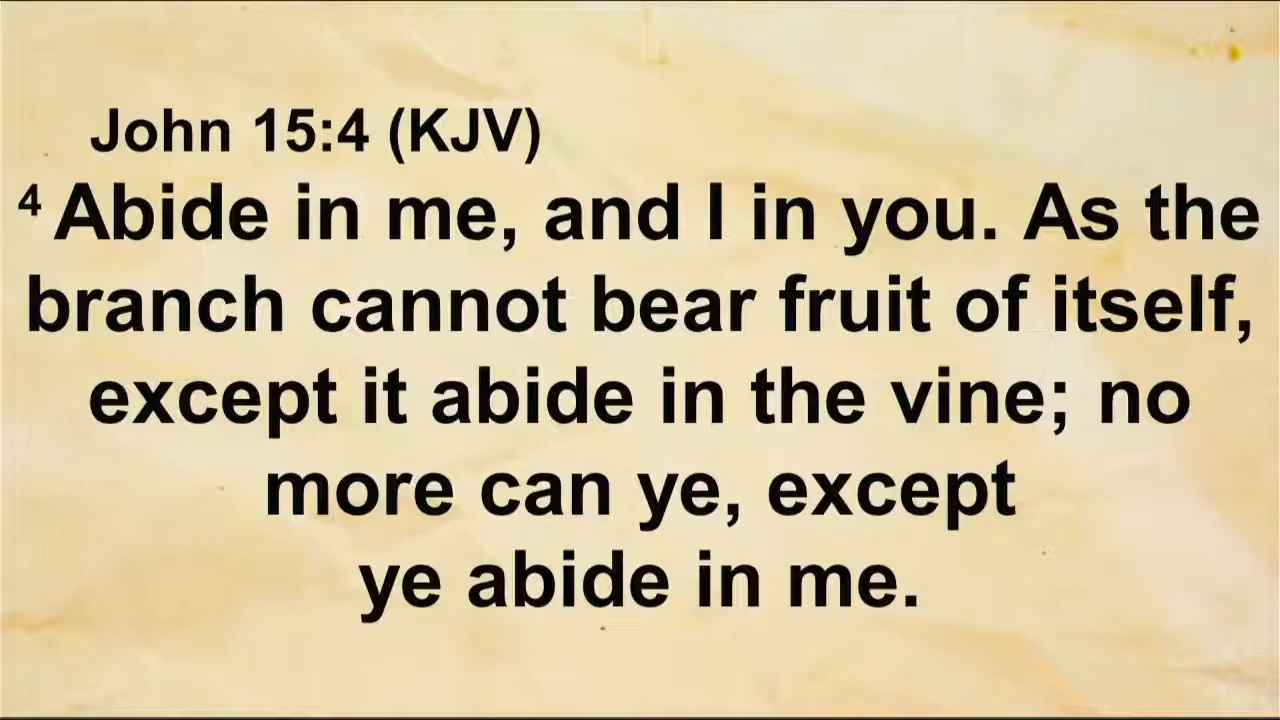 John 15:4 (KJV)
4 Abide in me, and I in you. As the
branch cannot bear fruit of itself,
except it abide in the vine; no
more can ye, except
ye abide in me.